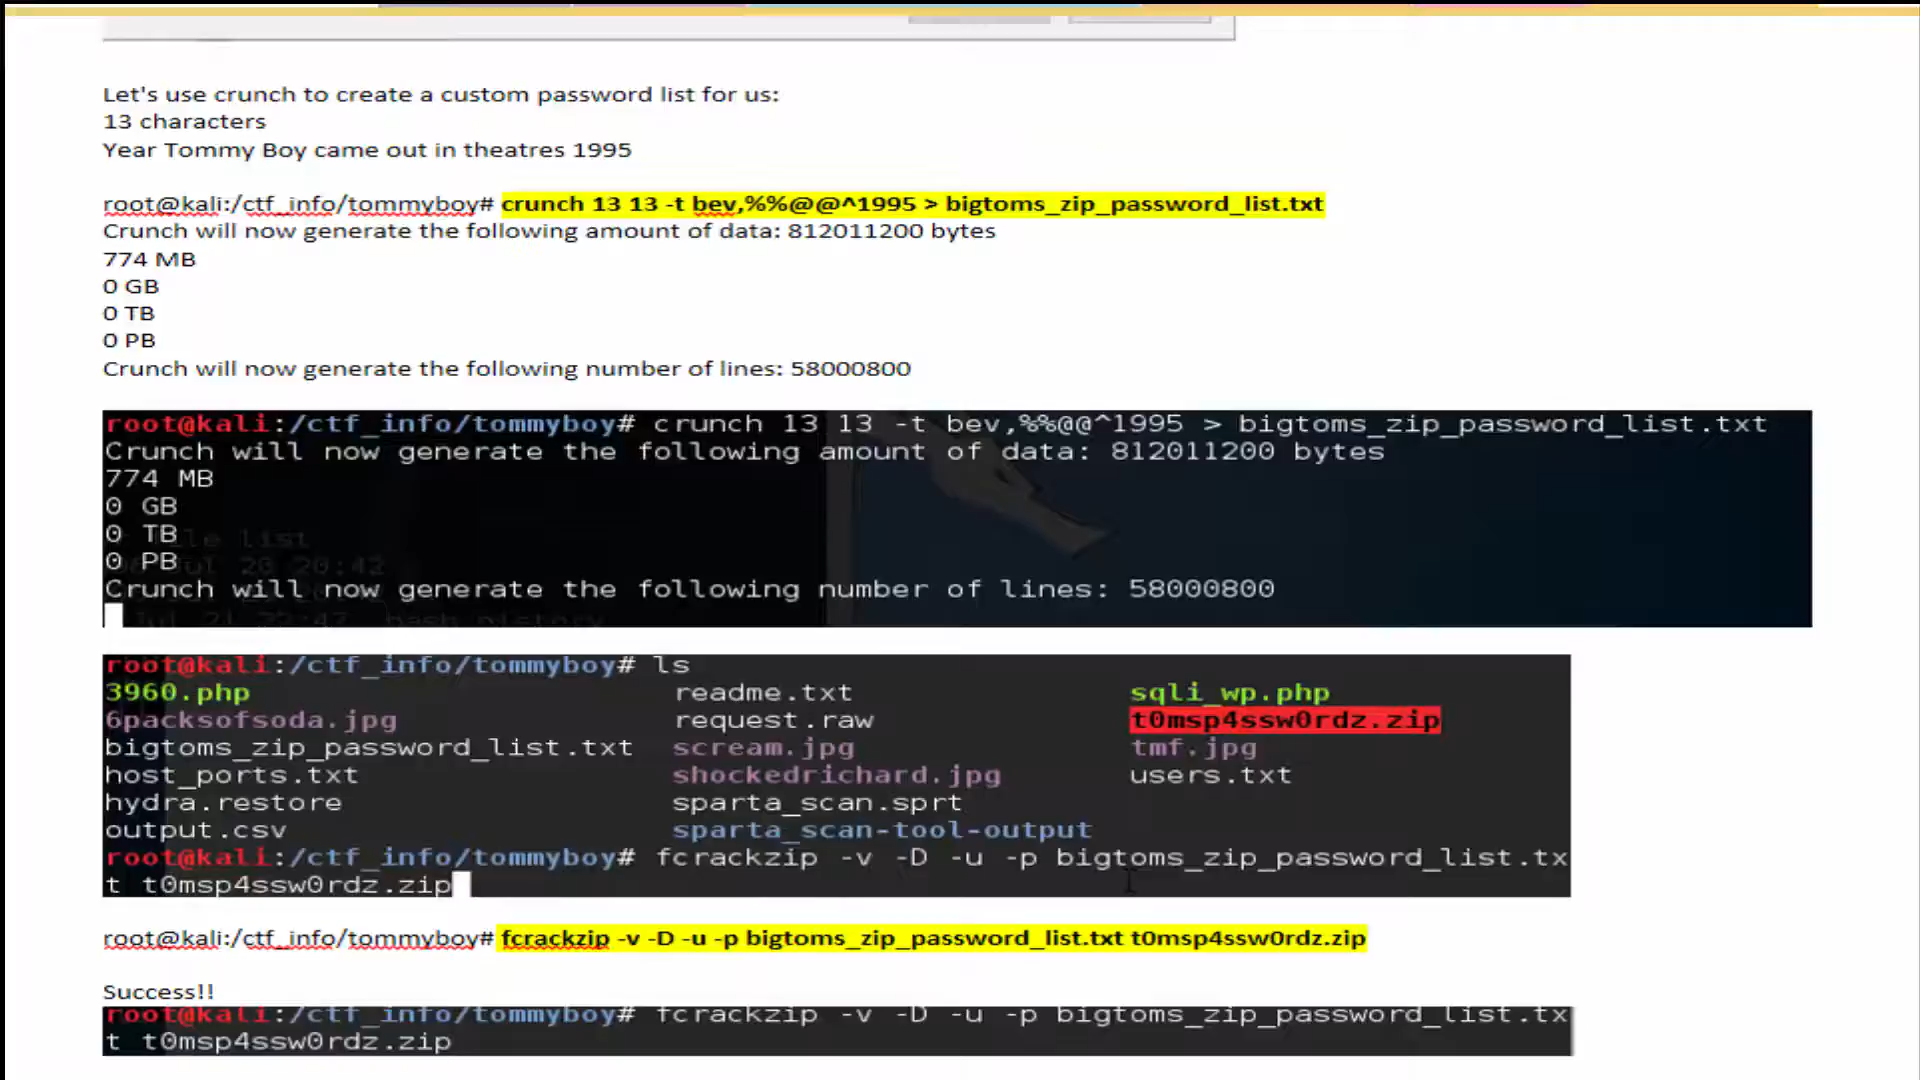 Let's use crunch to create a custom password list for us:
13 characters
Year Tommy Boy came out in theatres 1995
root@kali:/ctf_info/tommyboy# crunch 13 13 -t bev,%%@@^1995 > bigtoms_zip_password_list.txt
Crunch will now generate the following amount of data: 812011200 bytes
774 MB
0 GB
0 TB
0 PB
Crunch will now generate the following number of lines: 58000800
root@kali:/ctf_info/tommyboy# crunch 13 13 -t bev,%%@@^1995 > bigtoms_zip_password_list.txt
Crunch will now generate the following amount of data: 812011200 bytes
774 MB
0 GB
0 TB
0 PB
Crunch will now generate the following number of lines: 58000800
root@kali:/ctf_info/tommyboy# ls
3960.php readme.txt sqli_wp.php
6packsofsoda.jpg request.raw t0msp4ssw0rdz.zip
bigtoms_zip_password_list.txt scream.jpg tmf.jpg
host_ports.txt shockedrichard.jpg users.txt
hydra.restore sparta_scan.sprt
output.csv sparta_scan-tool-output
root@kali:/ctf_info/tommyboy# fcrackzip -v -D -u -p bigtoms_zip_password_list.tx
t t0msp4ssw0rdz.zip
root@kali:/ctf_info/tommyboy# fcrackzip -v -D -u -p bigtoms_zip_password_list.txt t0msp4ssw0rdz.zip
Success!!
root@kali:/ctf_info/tommyboy# fcrackzip -v -D -u -p bigtoms_zip_password_list.tx
t t0msp4ssw0rdz.zip